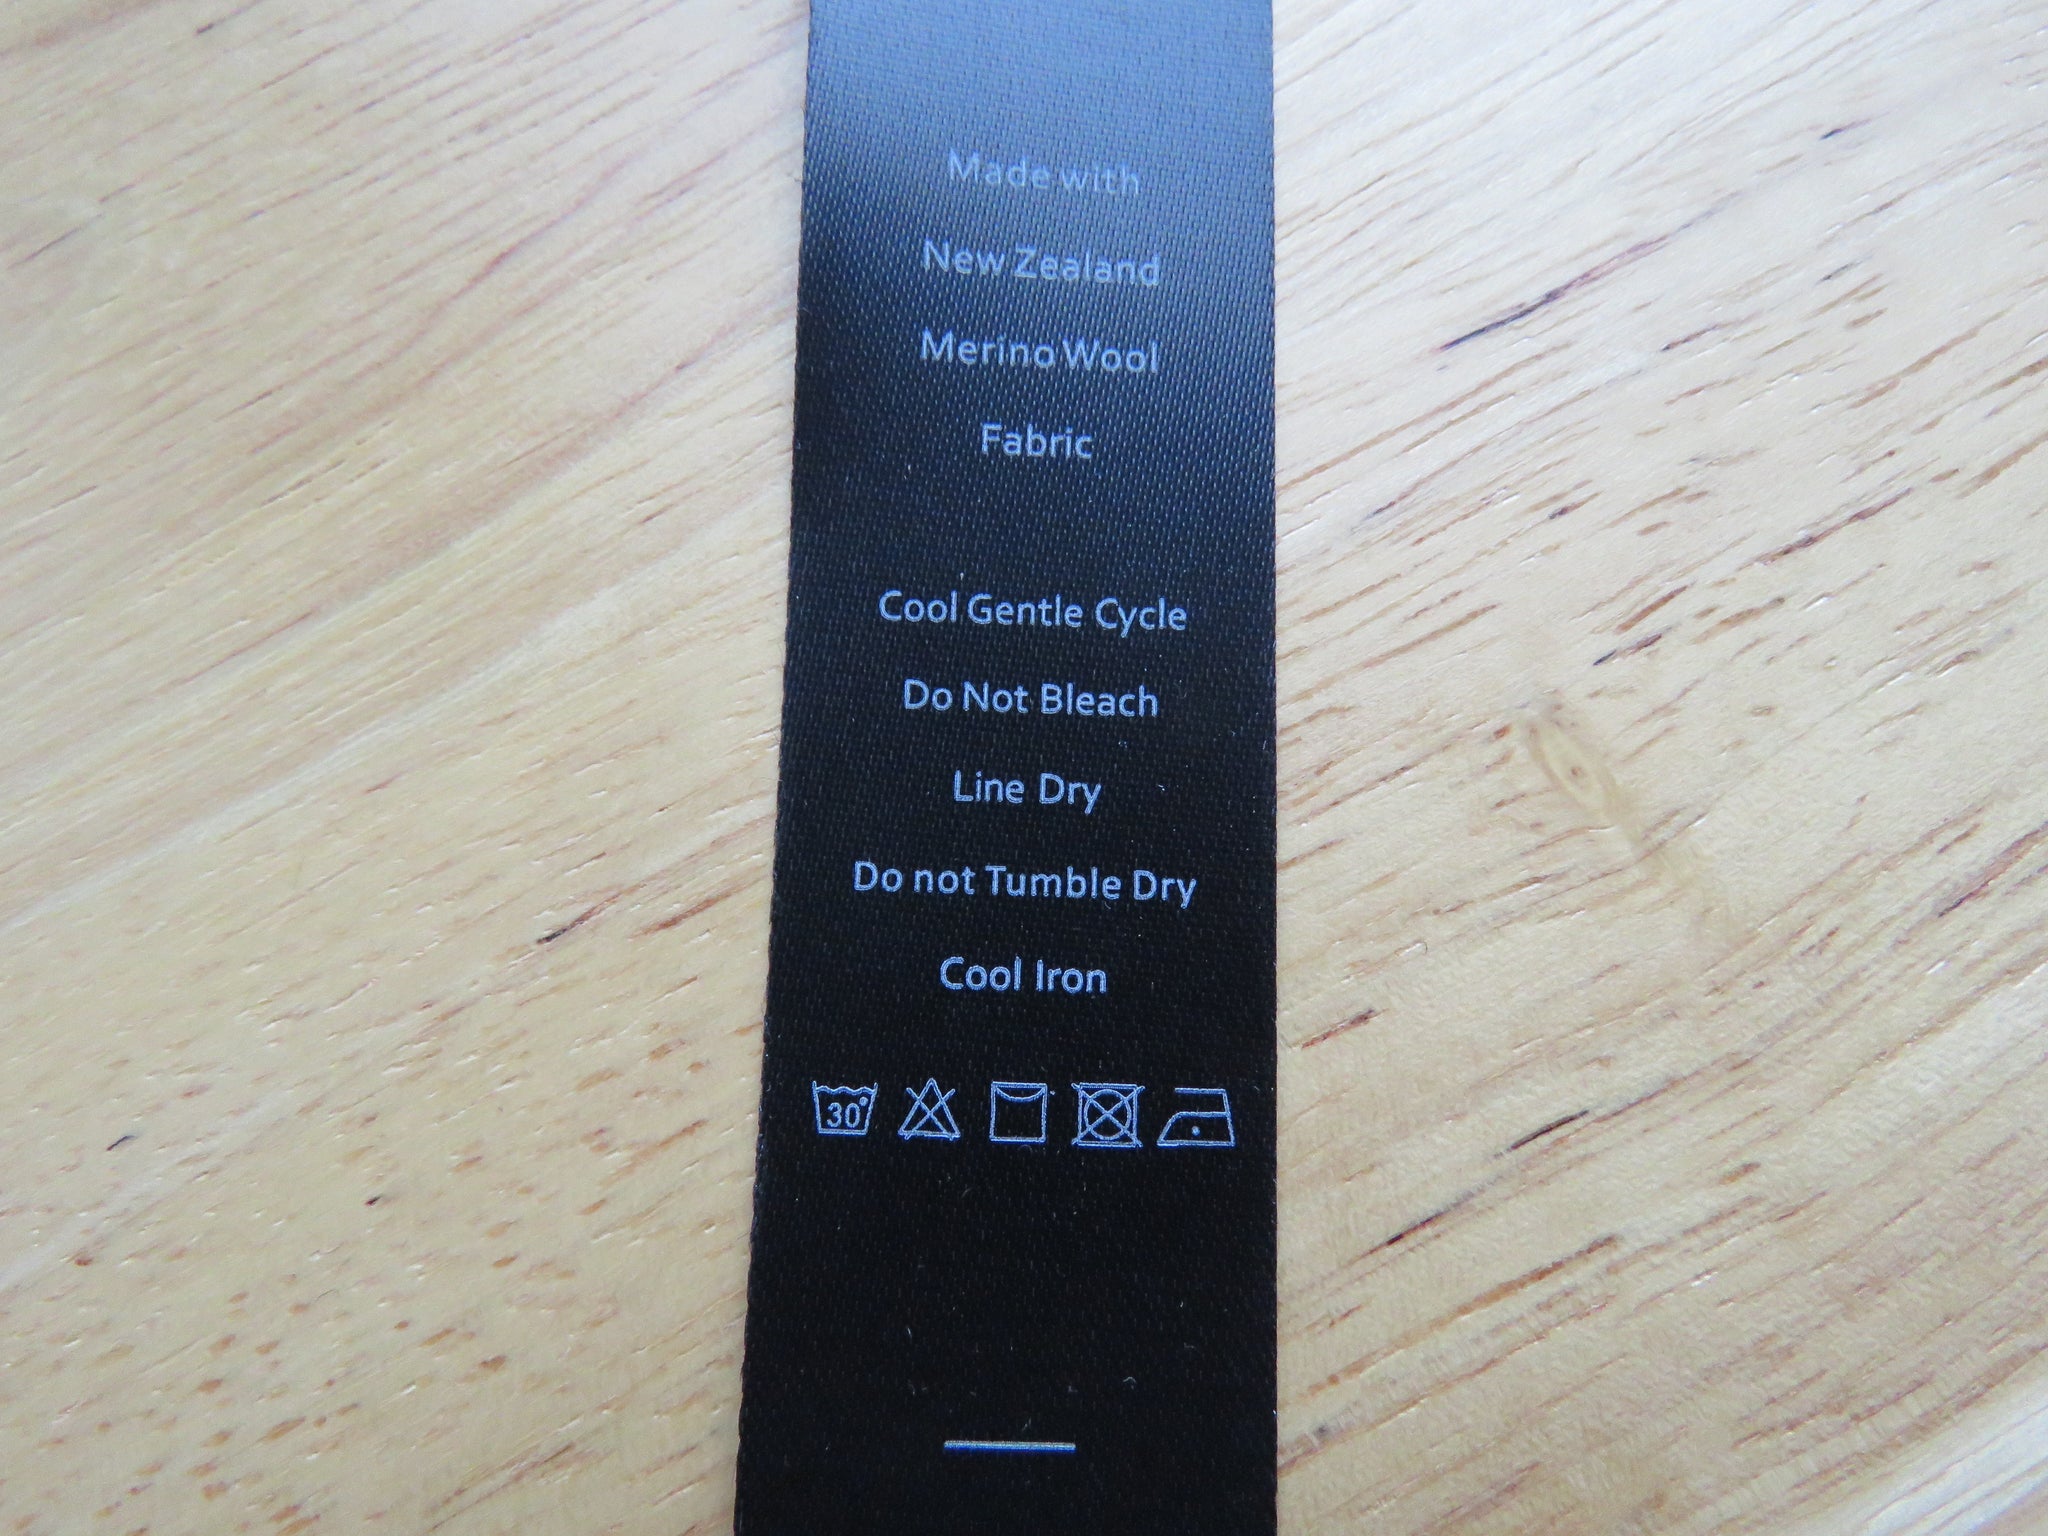 Made with
New Zealand
Merino Wool
Fabric
Cool Gentle Cycle
Do Not Bleach
Line Dry
Do not Tumble Dry
Cool Iron
30°